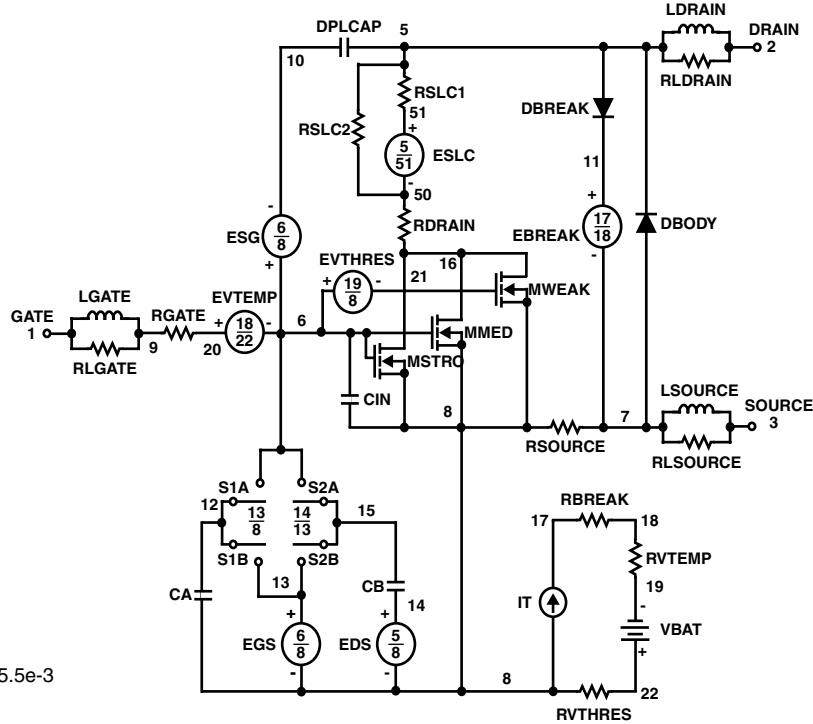 DPLCAP
5
LDRAIN
DRAIN
2
10
RLDRAIN
RSLC1
51
DBREAK
RSLC2
+
5
51
ESLC
11
-
50
-
+
ESG
6
8
+
RDRAIN
EBREAK
17
18
DBODY
-
EVTHRES
16
21
+
19
8
-
MWEAK
LGATE
GATE
1
RGATE
EVTEMP
+
18
22
-
6
MMED
9
20
RLGATE
MSTRO
CIN
8
LSOURCE
7
SOURCE
3
RSOURCE
RLSOURCE
S1A
S2A
12
13
8
14
13
15
RBREAK
17
18
S1B
S2B
RVTEMP
13
CB
19
CA
14
IT
-
+
+
VBAT
EGS
6
8
EDS
5
8
+
-
-
8
22
5.5e-3
RVTHRES